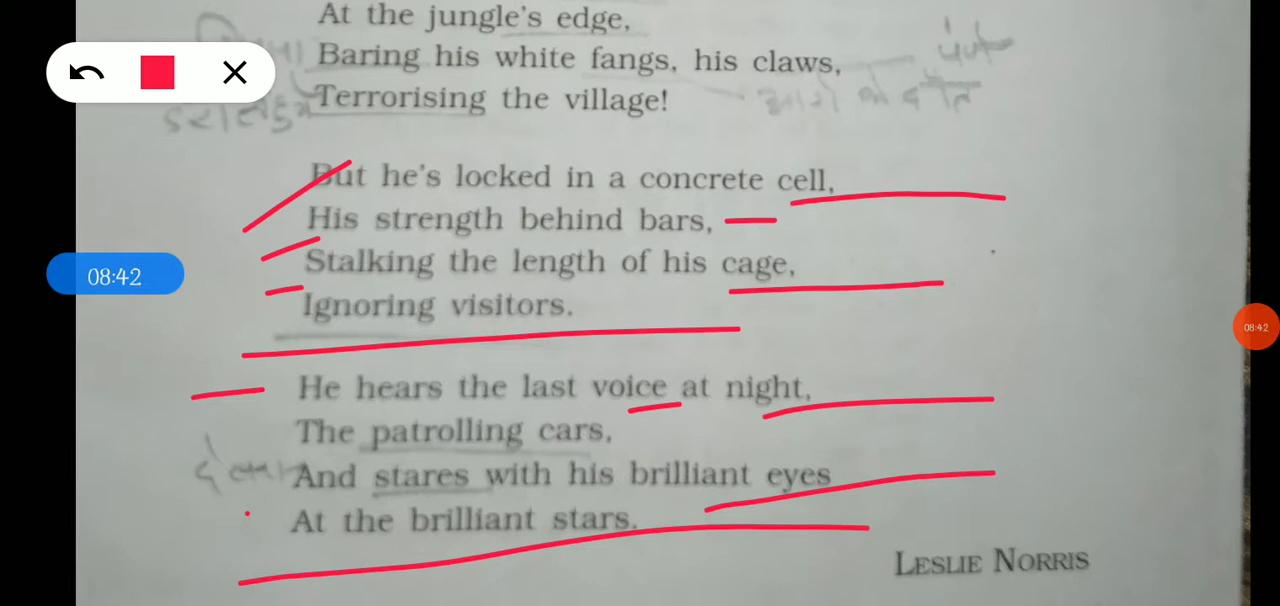 At the jungle's edge,
Baring his white fangs, his claws,
Terrorising the village!
But he's locked in a concrete cell,
His strength behind bars,
Stalking the length of his cage,
Ignoring visitors.
08:42
08:42
He hears the last voice at night,
The patrolling cars,
And stares with his brilliant eyes
At the brilliant stars.
LESLIE NORRIS